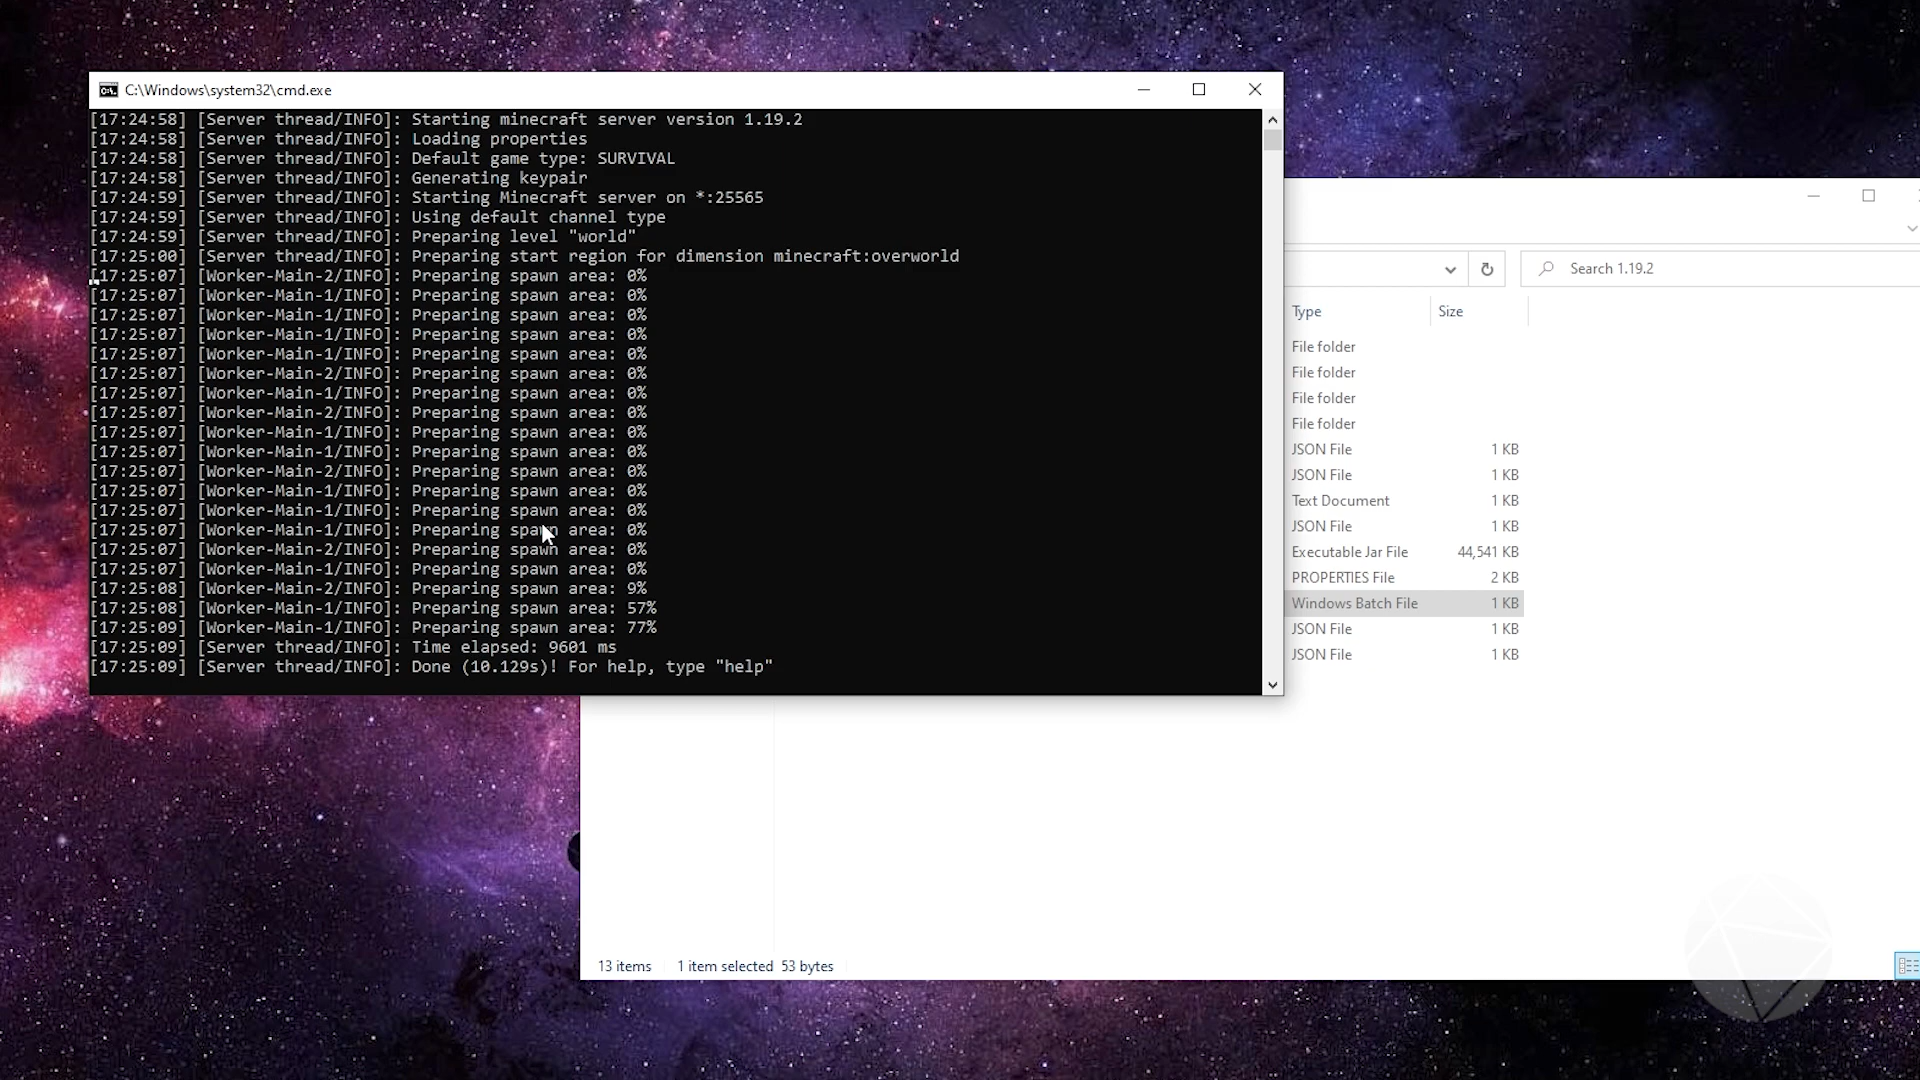 C:\Windows\system32\cmd.exe
[17:24:58] [Server thread/INFO]: Starting minecraft server version 1.19.2
[17:24:58] [Server thread/INFO]: Loading properties
[17:24:58] [Server thread/INFO]: Default game type: SURVIVAL
[17:24:58] [Server thread/INFO]: Generating keypair
[17:24:59] [Server thread/INFO]: Starting Minecraft server on *:25565
[17:24:59] [Server thread/INFO]: Using default channel type
[17:24:59] [Server thread/INFO]: Preparing level "world"
[17:25:00] [Server thread/INFO]: Preparing start region for dimension minecraft:overworld
[17:25:07] [Worker-Main-2/INFO]: Preparing spawn area: 0%
[17:25:07] [Worker-Main-1/INFO]: Preparing spawn area: 0%
[17:25:07] [Worker-Main-1/INFO]: Preparing spawn area: 0%
[17:25:07] [Worker-Main-1/INFO]: Preparing spawn area: 0%
[17:25:07] [Worker-Main-1/INFO]: Preparing spawn area: 0%
[17:25:07] [Worker-Main-2/INFO]: Preparing spawn area: 0%
[17:25:07] [Worker-Main-1/INFO]: Preparing spawn area: 0%
[17:25:07] [Worker-Main-2/INFO]: Preparing spawn area: 0%
[17:25:07] [Worker-Main-1/INFO]: Preparing spawn area: 0%
[17:25:07] [Worker-Main-1/INFO]: Preparing spawn area: 0%
[17:25:07] [Worker-Main-2/INFO]: Preparing spawn area: 0%
[17:25:07] [Worker-Main-1/INFO]: Preparing spawn area: 0%
[17:25:07] [Worker-Main-1/INFO]: Preparing spawn area: 0%
[17:25:07] [Worker-Main-1/INFO]: Preparing spawn area: 0%
[17:25:07] [Worker-Main-2/INFO]: Preparing spawn area: 0%
[17:25:07] [Worker-Main-1/INFO]: Preparing spawn area: 0%
[17:25:08] [Worker-Main-2/INFO]: Preparing spawn area: 9%
[17:25:08] [Worker-Main-1/INFO]: Preparing spawn area: 57%
[17:25:09] [Worker-Main-1/INFO]: Preparing spawn area: 77%
[17:25:09] [Server thread/INFO]: Time elapsed: 9601 ms
[17:25:09] [Server thread/INFO]: Done (10.129s)! For help, type "help"
Search 1.19.2
Type Size
File folder
File folder
File folder
File folder
JSON File 1 KB
JSON File 1 KB
Text Document 1 KB
JSON File 1 KB
Executable Jar File 44,541 KB
PROPERTIES File 2 KB
Windows Batch File 1 KB
JSON File 1 KB
JSON File 1 KB
13 items 1 item selected 53 bytes